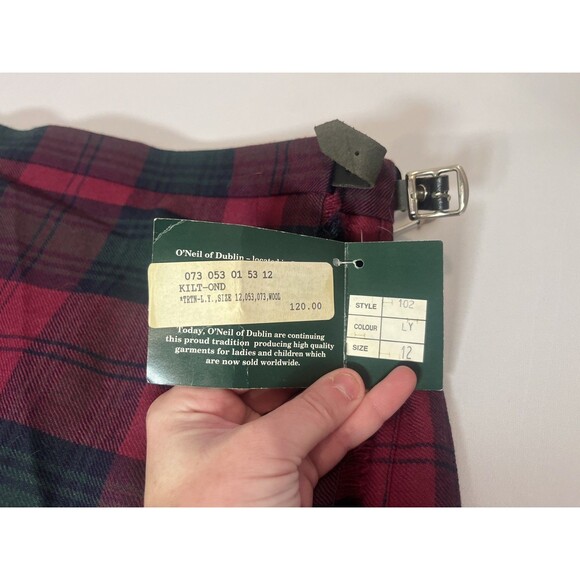 O'Neil of Dublin – located
073 053 01 53 12
KILT-OND
*TRTN-L.Y.,SIZE 12,053,073,WOOL
120.00
Today, O'Neil of Dublin are continuing
this proud tradition producing high quality
garments for ladies and children which
are now sold worldwide.
STYLE 102
COLOUR LY
SIZE 12